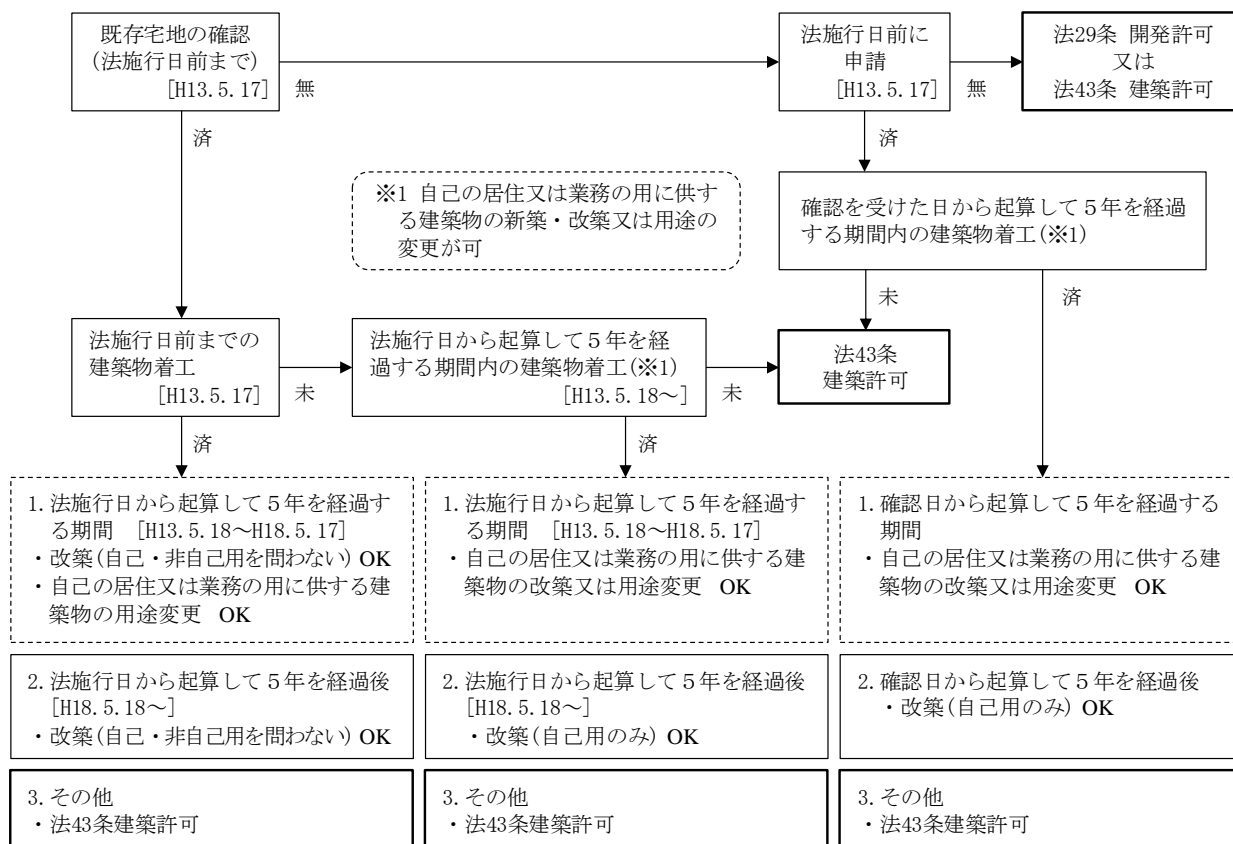 既存宅地の確認
(法施行日前まで)
[H13.5.17]
無
法施行日前に
申請
[H13.5.17]
無
法29条 開発許可
又は
法43条 建築許可
済
済
※1 自己の居住又は業務の用に供す
る建築物の新築・改築又は用途の
変更が可
確認を受けた日から起算して５年を経過
する期間内の建築物着工(※1)
未
済
法施行日前までの
建築物着工
[H13.5.17]
未
法施行日から起算して５年を経
過する期間内の建築物着工(※1)
[H13.5.18～]
未
法43条
建築許可
済
済
1. 法施行日から起算して５年を経過す
る期間 [H13.5.18～H18.5.17]
・改築(自己・非自己用を問わない) OK
・自己の居住又は業務の用に供する建
築物の用途変更 OK
1. 法施行日から起算して５年を経過す
る期間 [H13.5.18～H18.5.17]
・自己の居住又は業務の用に供する建
築物の改築又は用途変更 OK
1. 確認日から起算して５年を経過する
期間
・自己の居住又は業務の用に供する建
築物の改築又は用途変更 OK
2. 法施行日から起算して５年を経過後
[H18.5.18～]
・改築(自己・非自己用を問わない) OK
2. 法施行日から起算して５年を経過後
[H18.5.18～]
・改築(自己用のみ) OK
2. 確認日から起算して５年を経過後
・改築(自己用のみ) OK
3. その他
・法43条建築許可
3. その他
・法43条建築許可
3. その他
・法43条建築許可